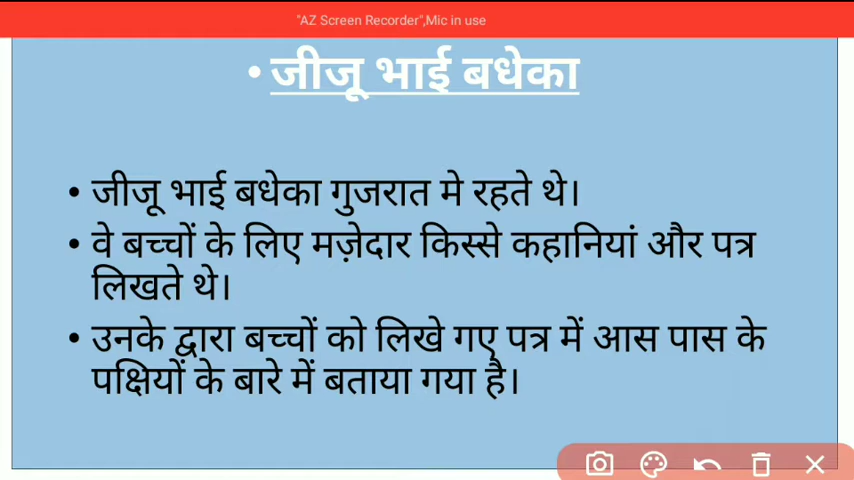 "AZ Screen Recorder",Mic in use
• जीजू भाई बधेका
• जीजू भाई बधेका गुजरात मे रहते थे।
• वे बच्चों के लिए मज़ेदार किस्से कहानियां और पत्र
लिखते थे।
• उनके द्वारा बच्चों को लिखे गए पत्र में आस पास के
पक्षियों के बारे में बताया गया है।